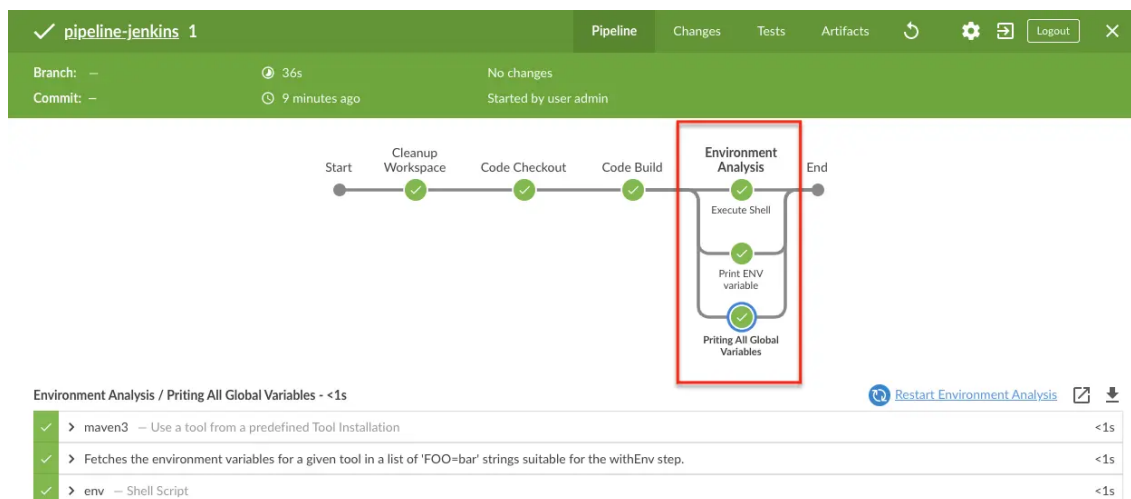 pipeline-jenkins 1
Pipeline
Changes
Tests
Artifacts
Logout
Branch: —
36s
No changes
Commit: —
9 minutes ago
Started by user admin
Start
Cleanup
Workspace
Code Checkout
Code Build
Environment
Analysis
End
Execute Shell
Print ENV
variable
Priting All Global
Variables
Environment Analysis / Priting All Global Variables - <1s
Restart Environment Analysis
maven3 — Use a tool from a predefined Tool Installation
<1s
Fetches the environment variables for a given tool in a list of 'FOO=bar' strings suitable for the withEnv step.
<1s
env — Shell Script
<1s